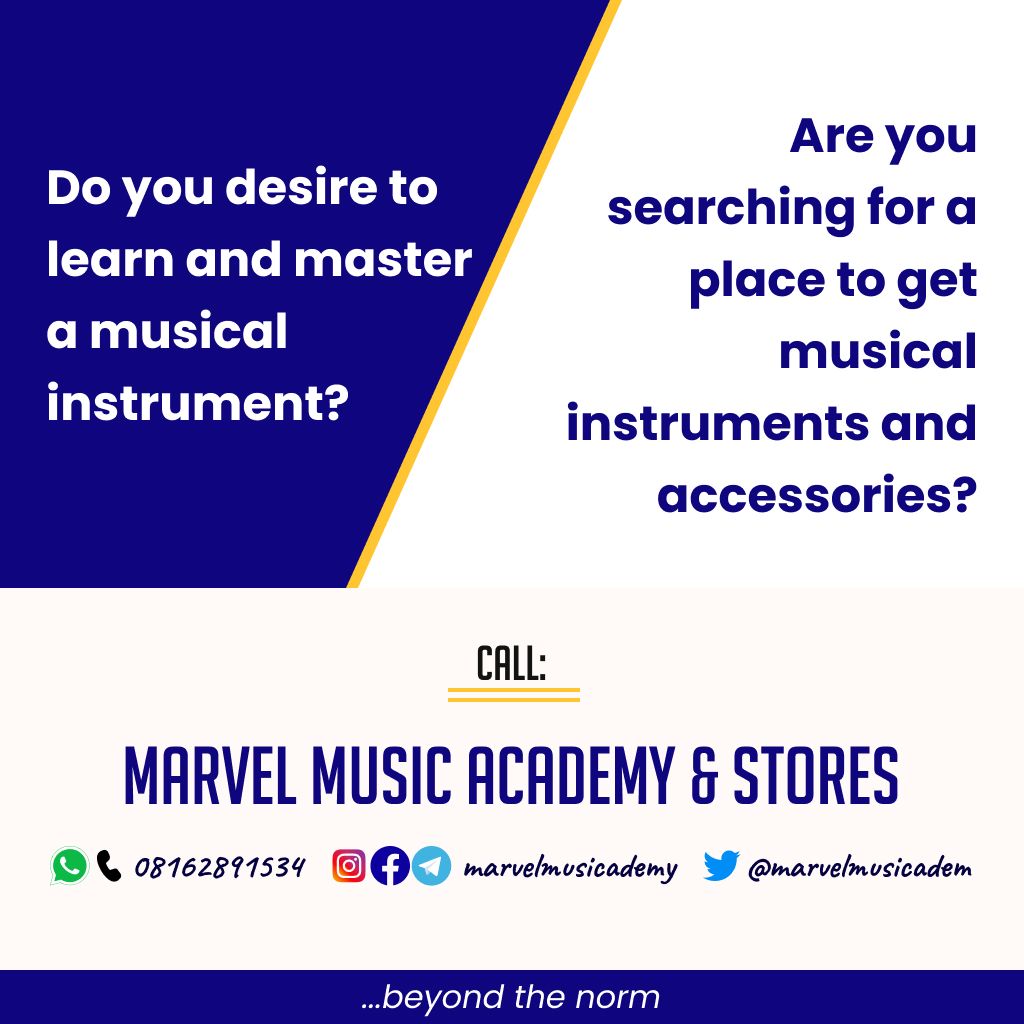 Do you desire to
learn and master
a musical
instrument?
Are you
searching for a
place to get
musical
instruments and
accessories?
CALL:
MARVEL MUSIC ACADEMY & STORES
08162891534 marvelmusicademy @marvelmusicadem
...beyond the norm